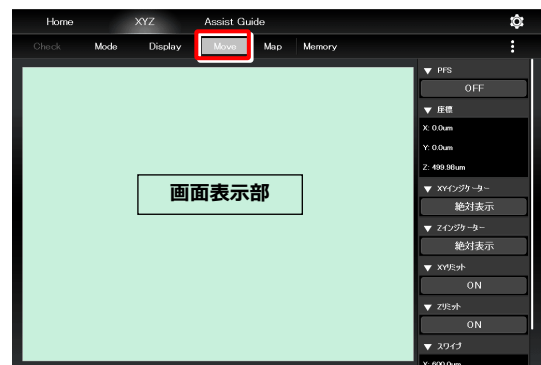 Home XYZ Assist Guide
Check Mode Display Move Map Memory
画面表示部
▼ PFS
OFF
▼ 座標
X: 0.0um
Y: 0.0um
Z: 499.98um
▼ XYインジケーター
絶対表示
▼ Zインジケーター
絶対表示
▼ XYリミット
ON
▼ Zリミット
ON
▼ スワイプ
X: 600.0um